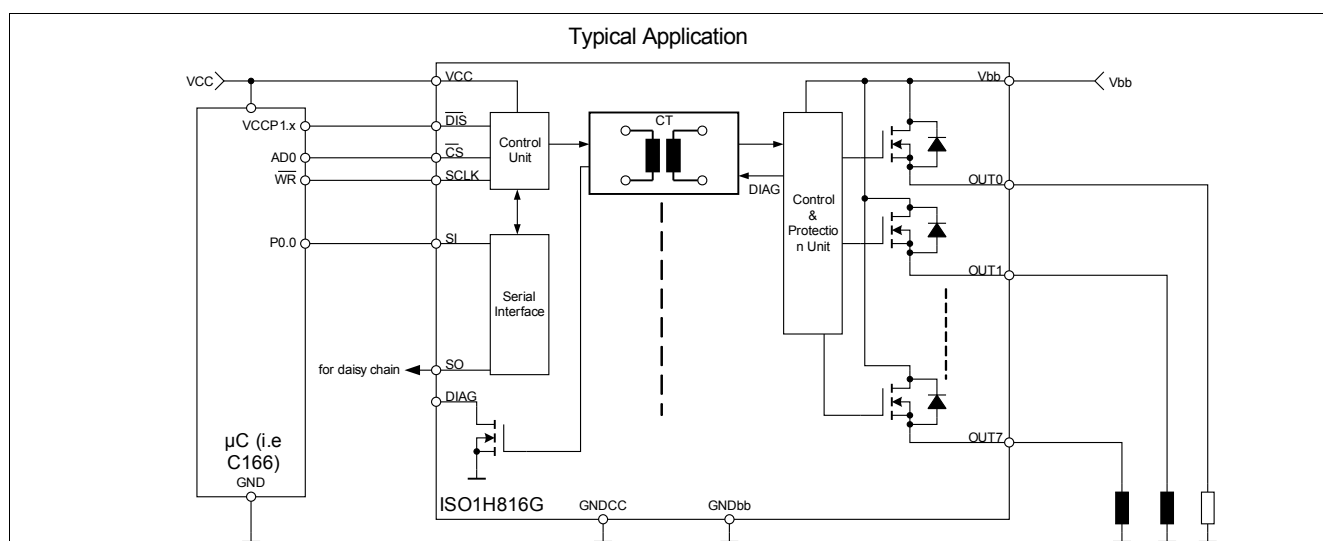 Typical Application
VCC
VCC
Vbb
Vbb
VCCP1.x
DIS
CT
Control
Unit
AD0
CS
WR
SCLK
DIAG
OUT0
Control
&
Protectio
n Unit
P0.0
SI
OUT1
Serial
Interface
for daisy chain
SO
DIAG
µC (i.e
C166)
OUT7
GND
ISO1H816G
GNDCC
GNDbb